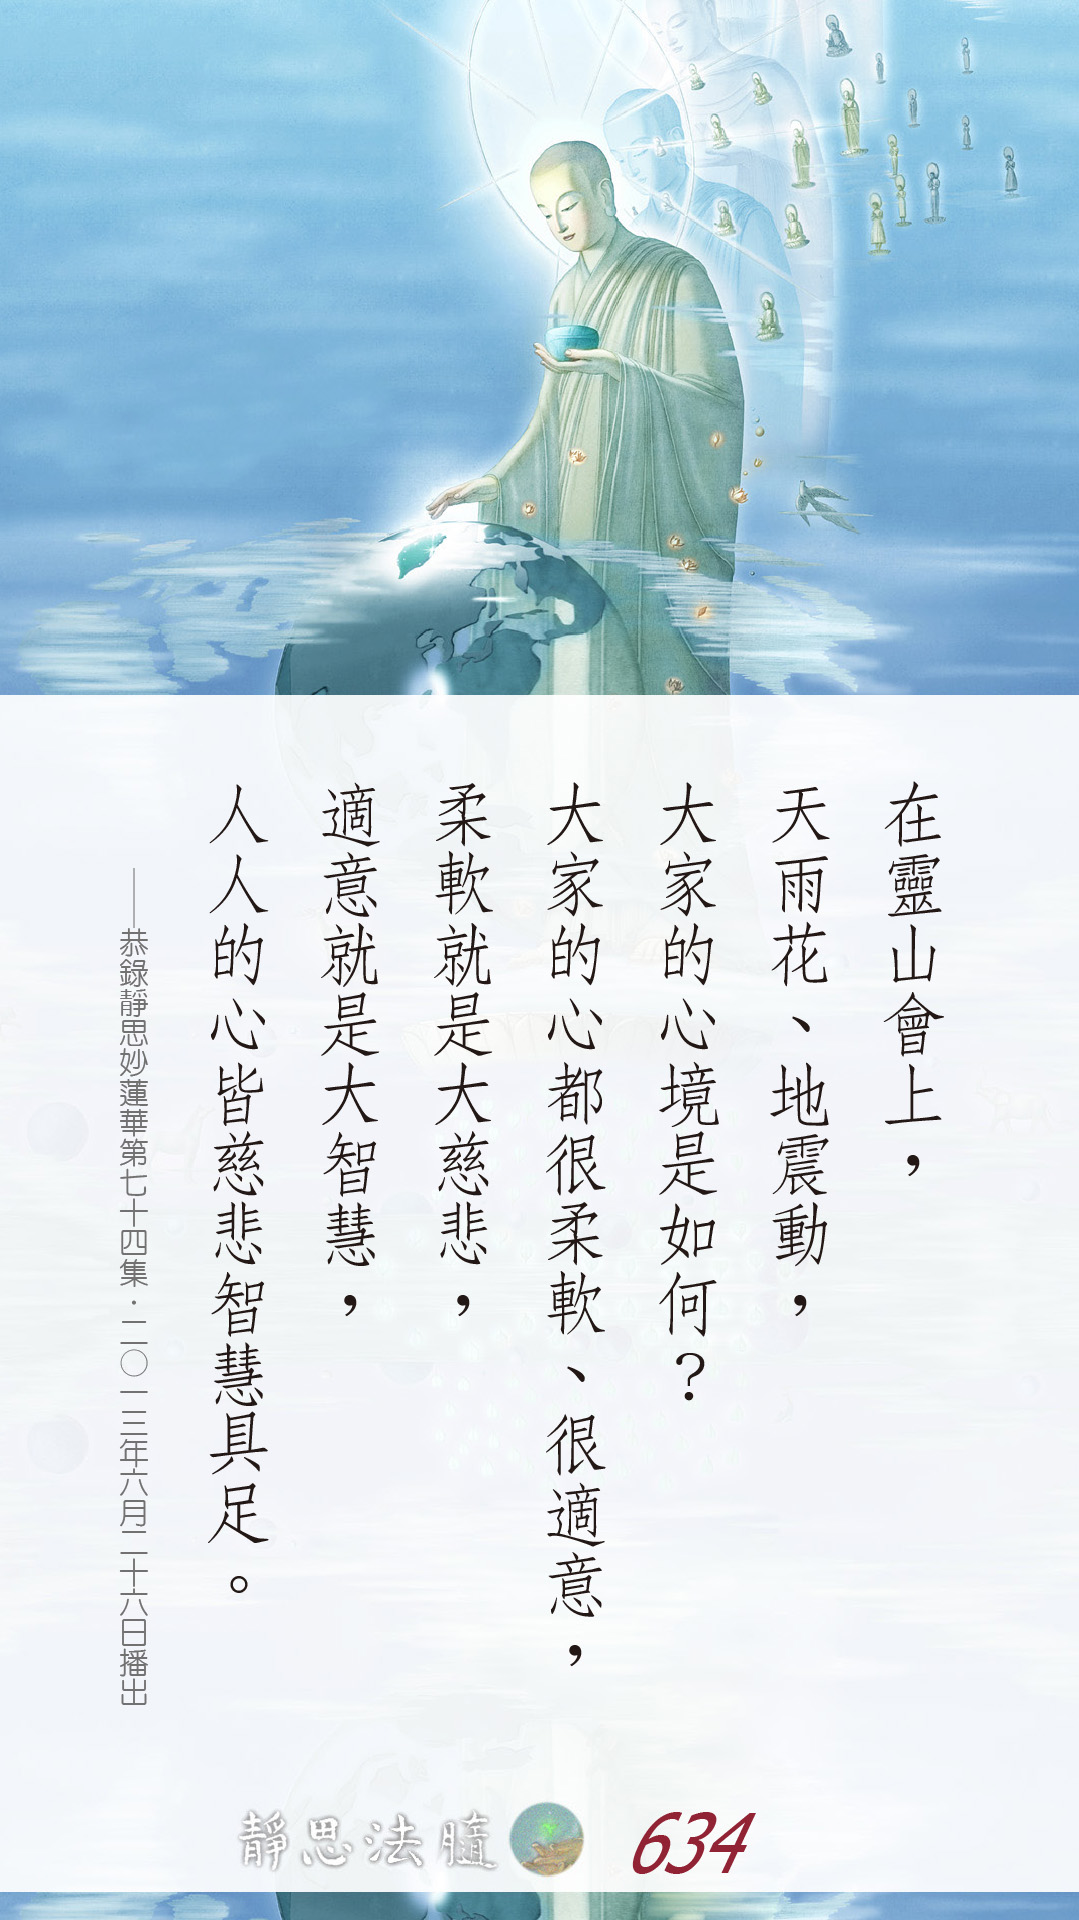 在靈山會上，
天雨花、地震動，
大家的心境是如何？
大家的心都很柔軟、很適意，
柔軟就是大慈悲，
適意就是大智慧，
人人的心皆慈悲智慧具足。
——恭錄靜思妙蓮華第七十四集．二〇一三年六月二十六日播出
靜思法髓 634